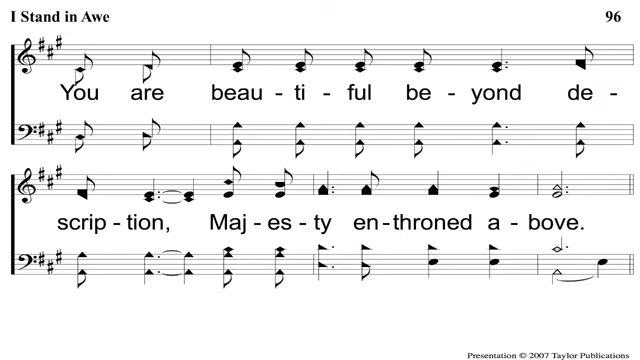 I Stand in Awe 96
You are beau - ti - ful be - yond de -
scrip - tion, Maj - es - ty en - throned a - bove.
Presentation © 2007 Taylor Publications